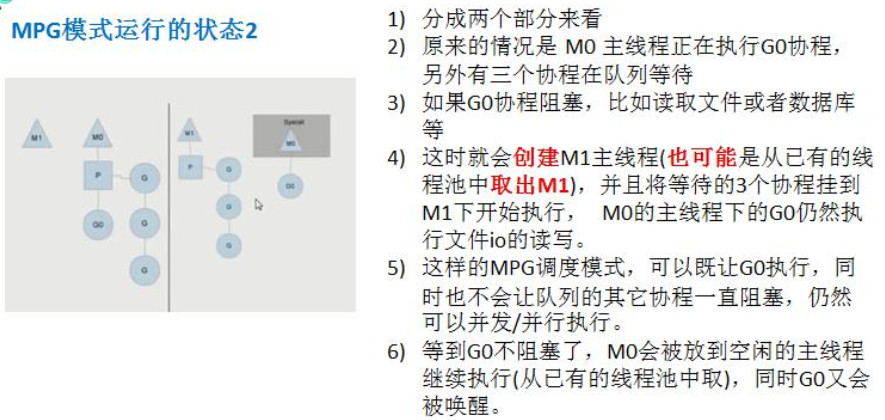 MPG模式运行的状态2
M1
M0
P
G
G0
G
G
M1
P
G
G
G
Syscall
M0
G0
1) 分成两个部分来看
2) 原来的情况是 M0 主线程正在执行G0协程，
另外有三个协程在队列等待
3) 如果G0协程阻塞，比如读取文件或者数据库
等
4) 这时就会创建M1主线程(也可能是从已有的线
程池中取出M1)，并且将等待的3个协程挂到
M1下开始执行， M0的主线程下的G0仍然执
行文件io的读写。
5) 这样的MPG调度模式，可以既让G0执行，同
时也不会让队列的其它协程一直阻塞，仍然
可以并发/并行执行。
6) 等到G0不阻塞了，M0会被放到空闲的主线程
继续执行(从已有的线程池中取)，同时G0又会
被唤醒。